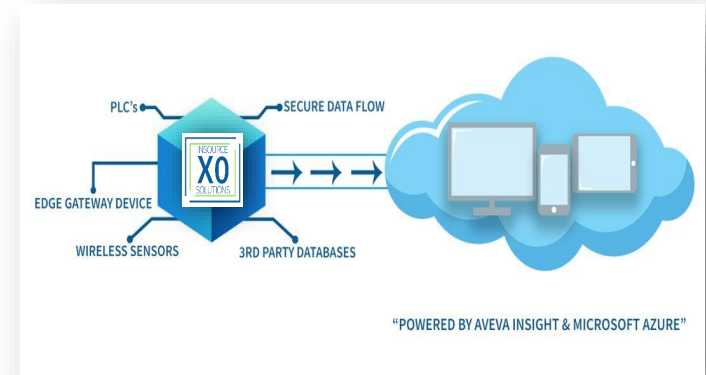 PLC's
SECURE DATA FLOW
INSOURCE
XO
SOLUTIONS
EDGE GATEWAY DEVICE
WIRELESS SENSORS
3RD PARTY DATABASES
“POWERED BY AVEVA INSIGHT & MICROSOFT AZURE”